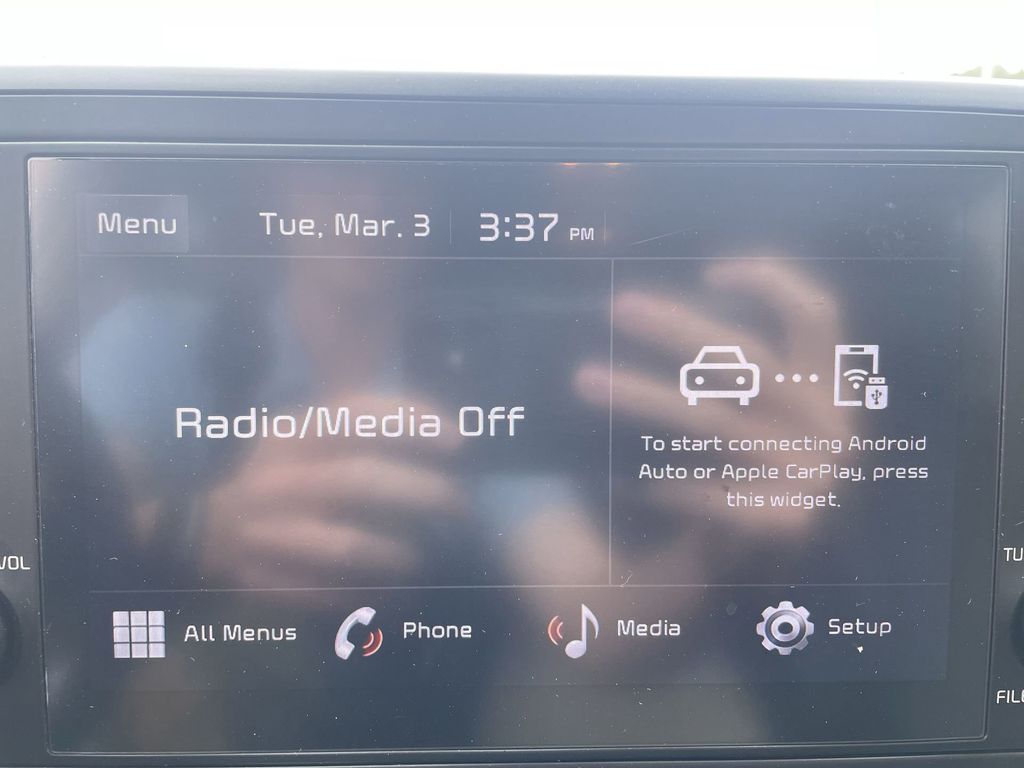 Menu
Tue, Mar. 3
3:37 PM
Radio/Media Off
To start connecting Android
Auto or Apple CarPlay, press
this widget.
VOL
TU
FILE
All Menus
Phone
Media
Setup